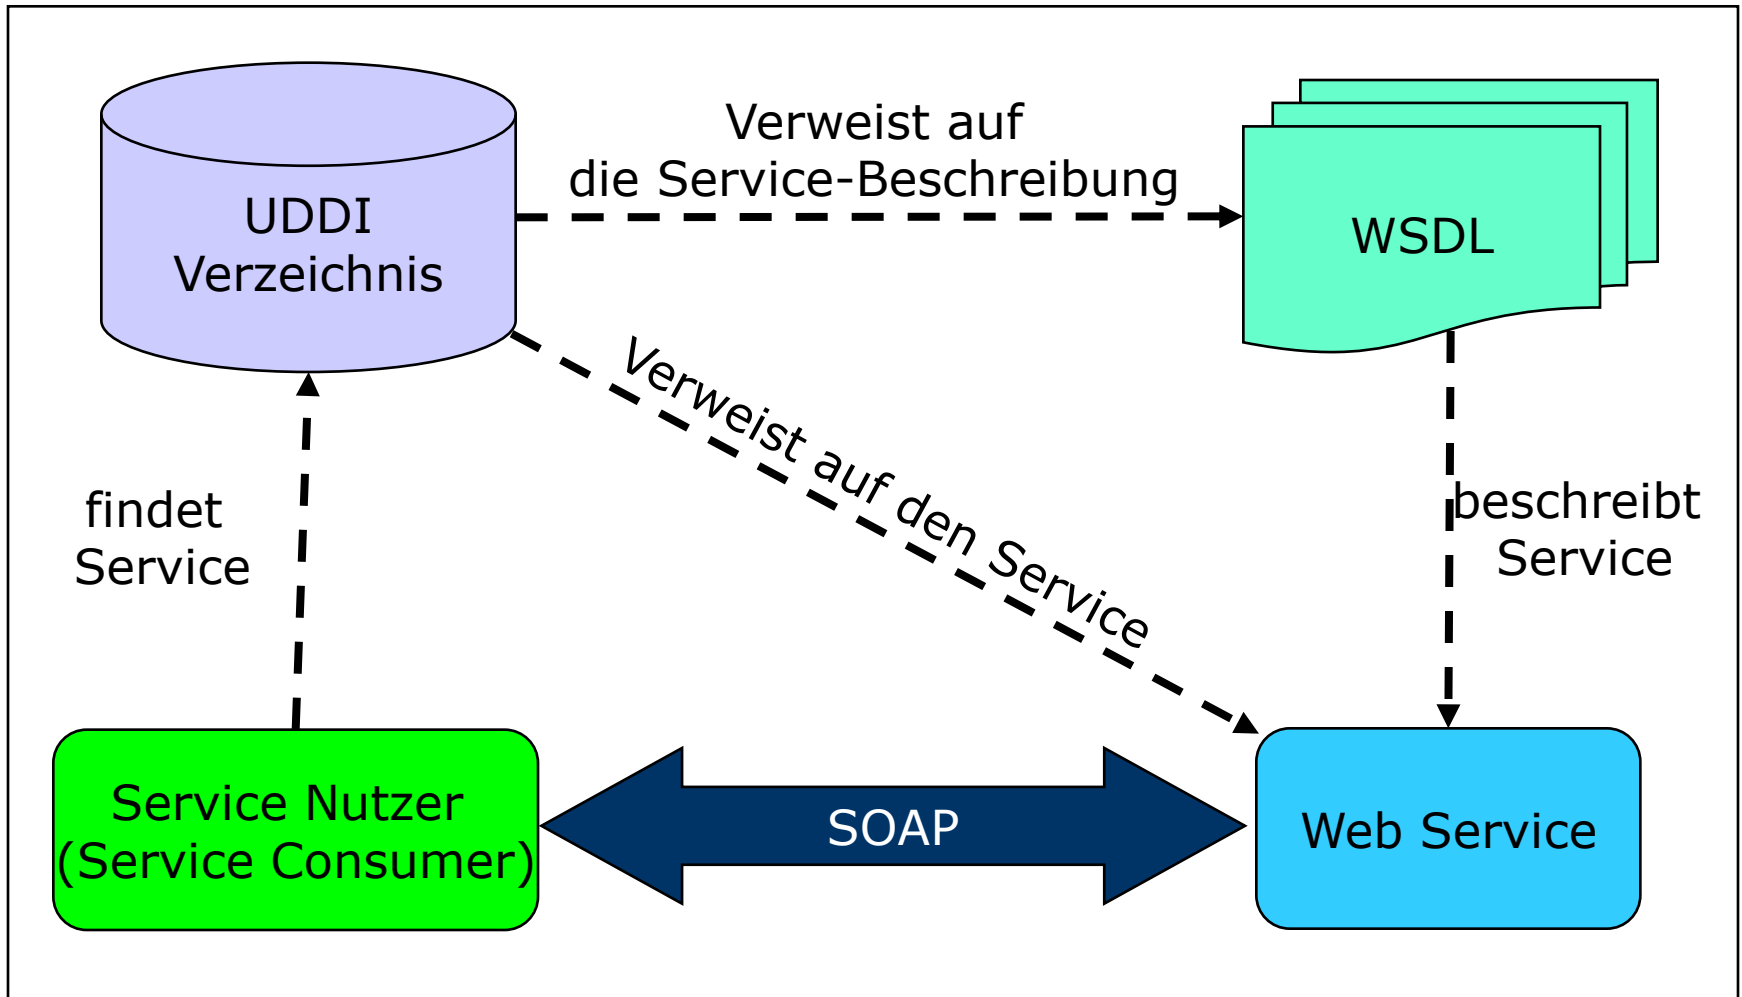 Verweist auf
die Service-Beschreibung
UDDI
Verzeichnis
WSDL
Verweist auf den Service
findet
Service
beschreibt
Service
Service Nutzer
(Service Consumer)
SOAP
Web Service